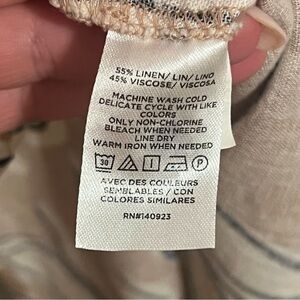 55% LINEN/ LIN/ LINO
45% VISCOSE/ VISCOSA
MACHINE WASH COLD
DELICATE CYCLE WITH LIKE
COLORS
ONLY NON-CHLORINE
BLEACH WHEN NEEDED
LINE DRY
WARM IRON WHEN NEEDED
30 P
AVEC DES COULEURS
SEMBLABLES / CON
COLORES SIMILARES
RN#140923